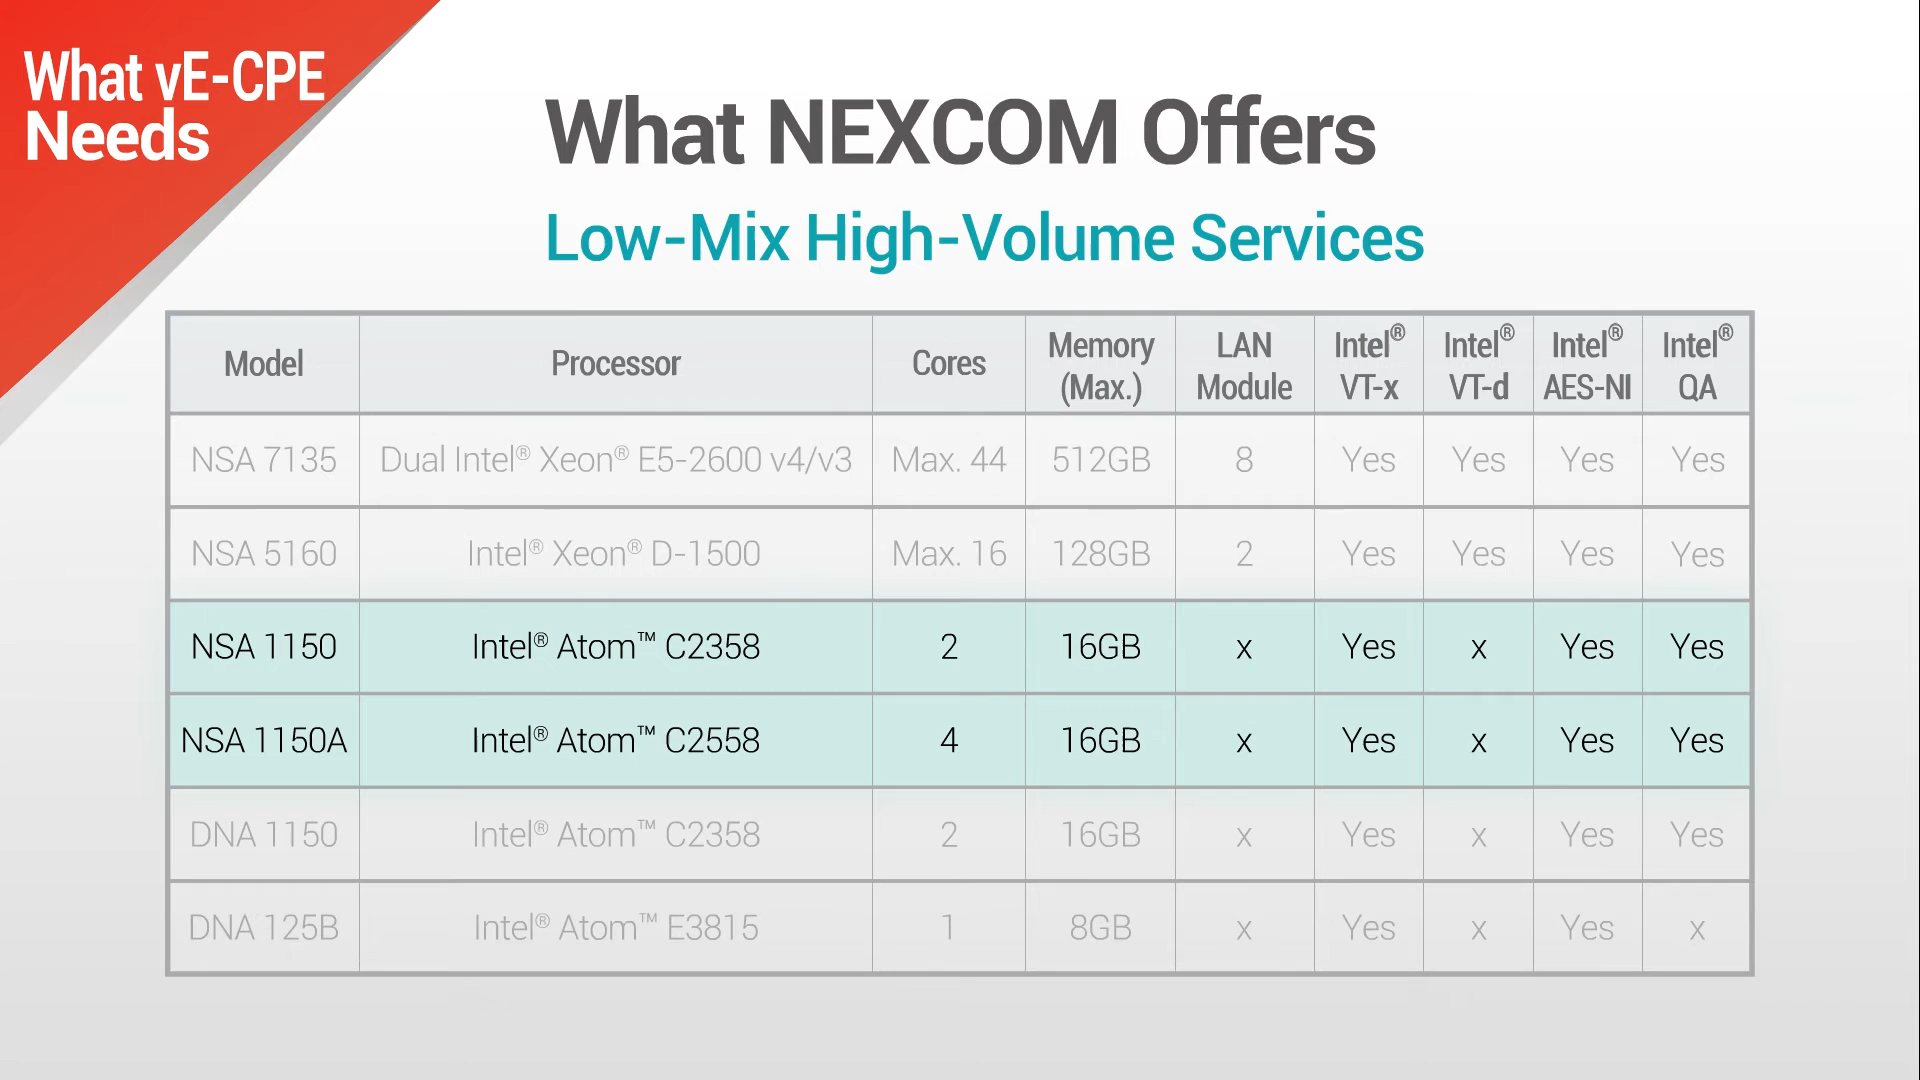 What vE-CPE
Needs
What NEXCOM Offers
Low-Mix High-Volume Services
Model Processor Cores Memory (Max.) LAN Module Intel® VT-x Intel® VT-d Intel® AES-NI Intel® QA
NSA 7135 Dual Intel® Xeon® E5-2600 v4/v3 Max. 44 512GB 8 Yes Yes Yes Yes
NSA 5160 Intel® Xeon® D-1500 Max. 16 128GB 2 Yes Yes Yes Yes
NSA 1150 Intel® Atom™ C2358 2 16GB x Yes x Yes Yes
NSA 1150A Intel® Atom™ C2558 4 16GB x Yes x Yes Yes
DNA 1150 Intel® Atom™ C2358 2 16GB x Yes x Yes Yes
DNA 125B Intel® Atom™ E3815 1 8GB x Yes x Yes x